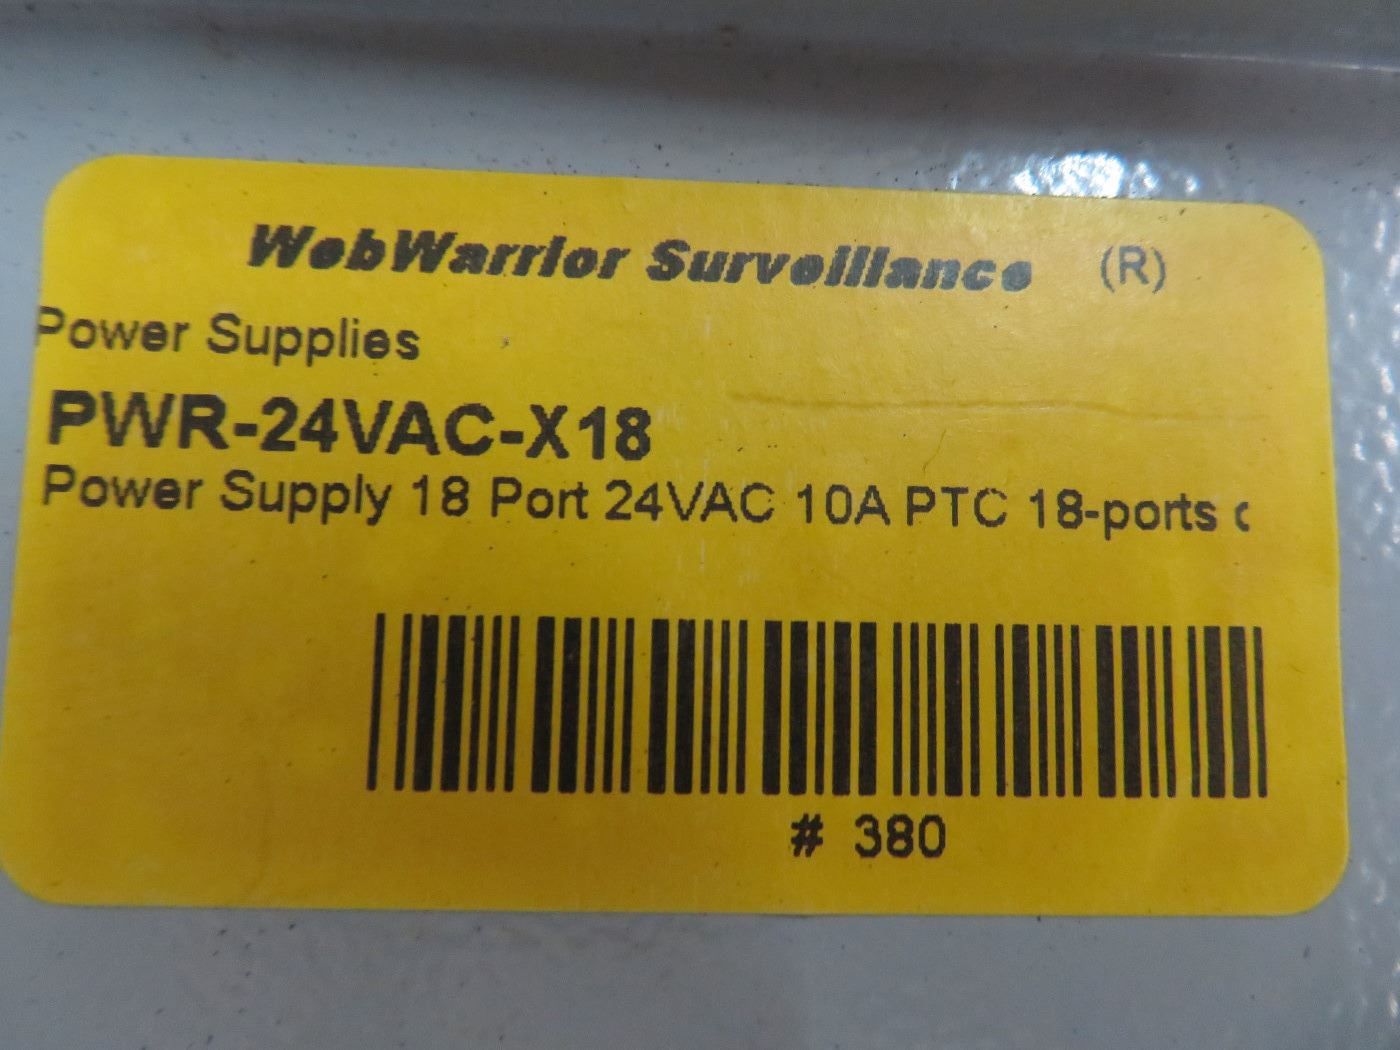 WebWarrior Surveillance (R)
Power Supplies
PWR-24VAC-X18
Power Supply 18 Port 24VAC 10A PTC 18-ports
# 380